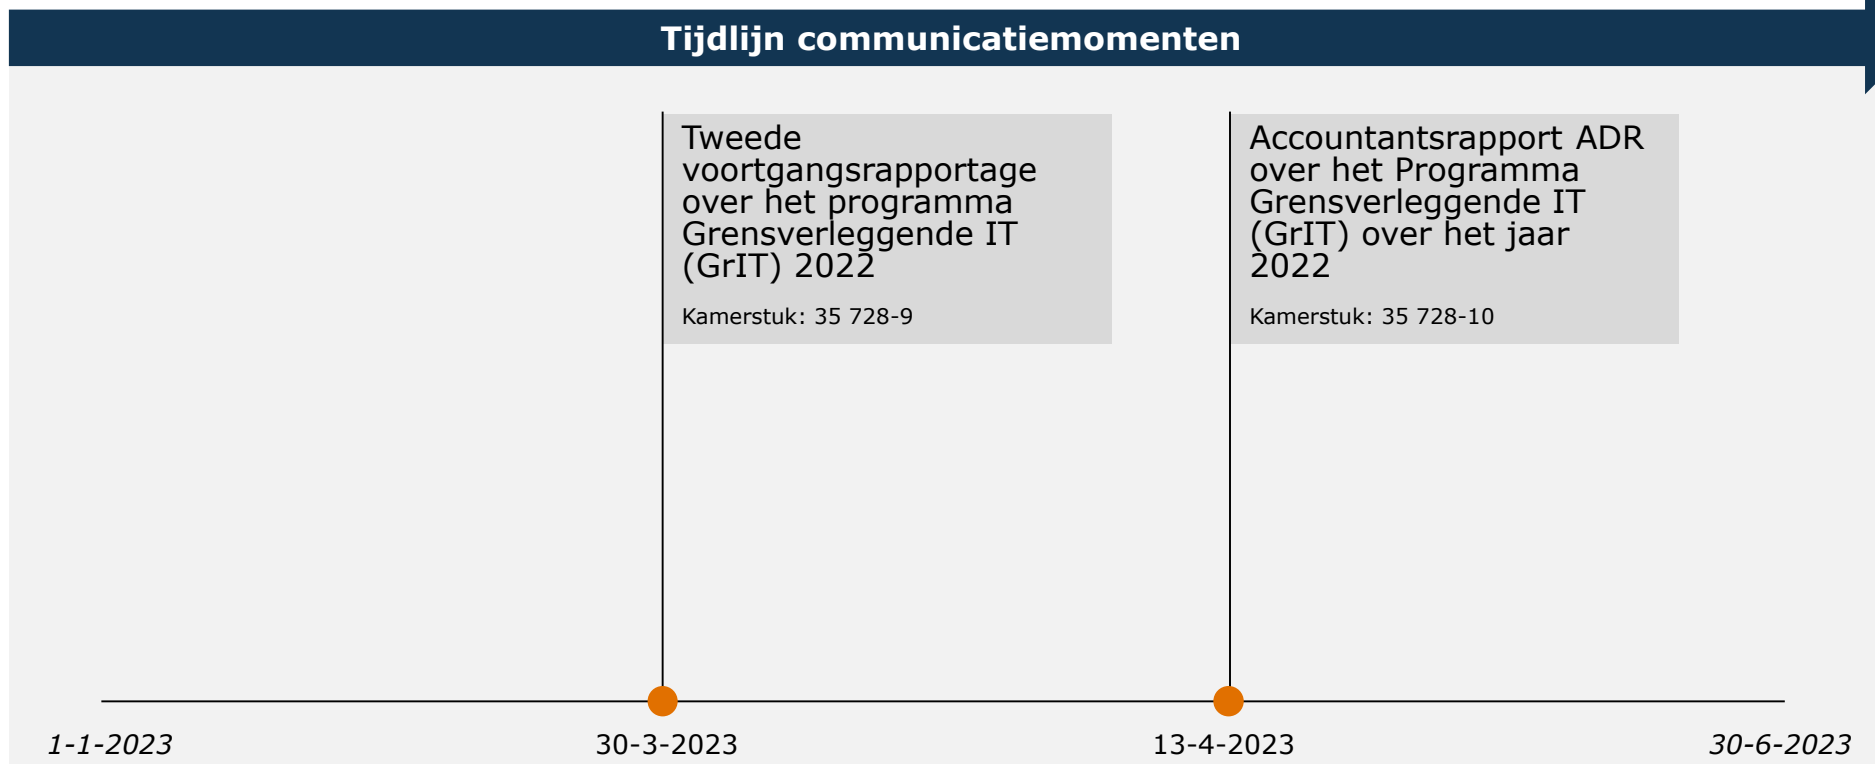 Tijdlijn communicatiemomenten
Tweede
voortgangsrapportage
over het programma
Grensverleggende IT
(GrIT) 2022
Kamerstuk: 35 728-9
Accountantsrapport ADR
over het Programma
Grensverleggende IT
(GrIT) over het jaar
2022
Kamerstuk: 35 728-10
1-1-2023
30-3-2023
13-4-2023
30-6-2023